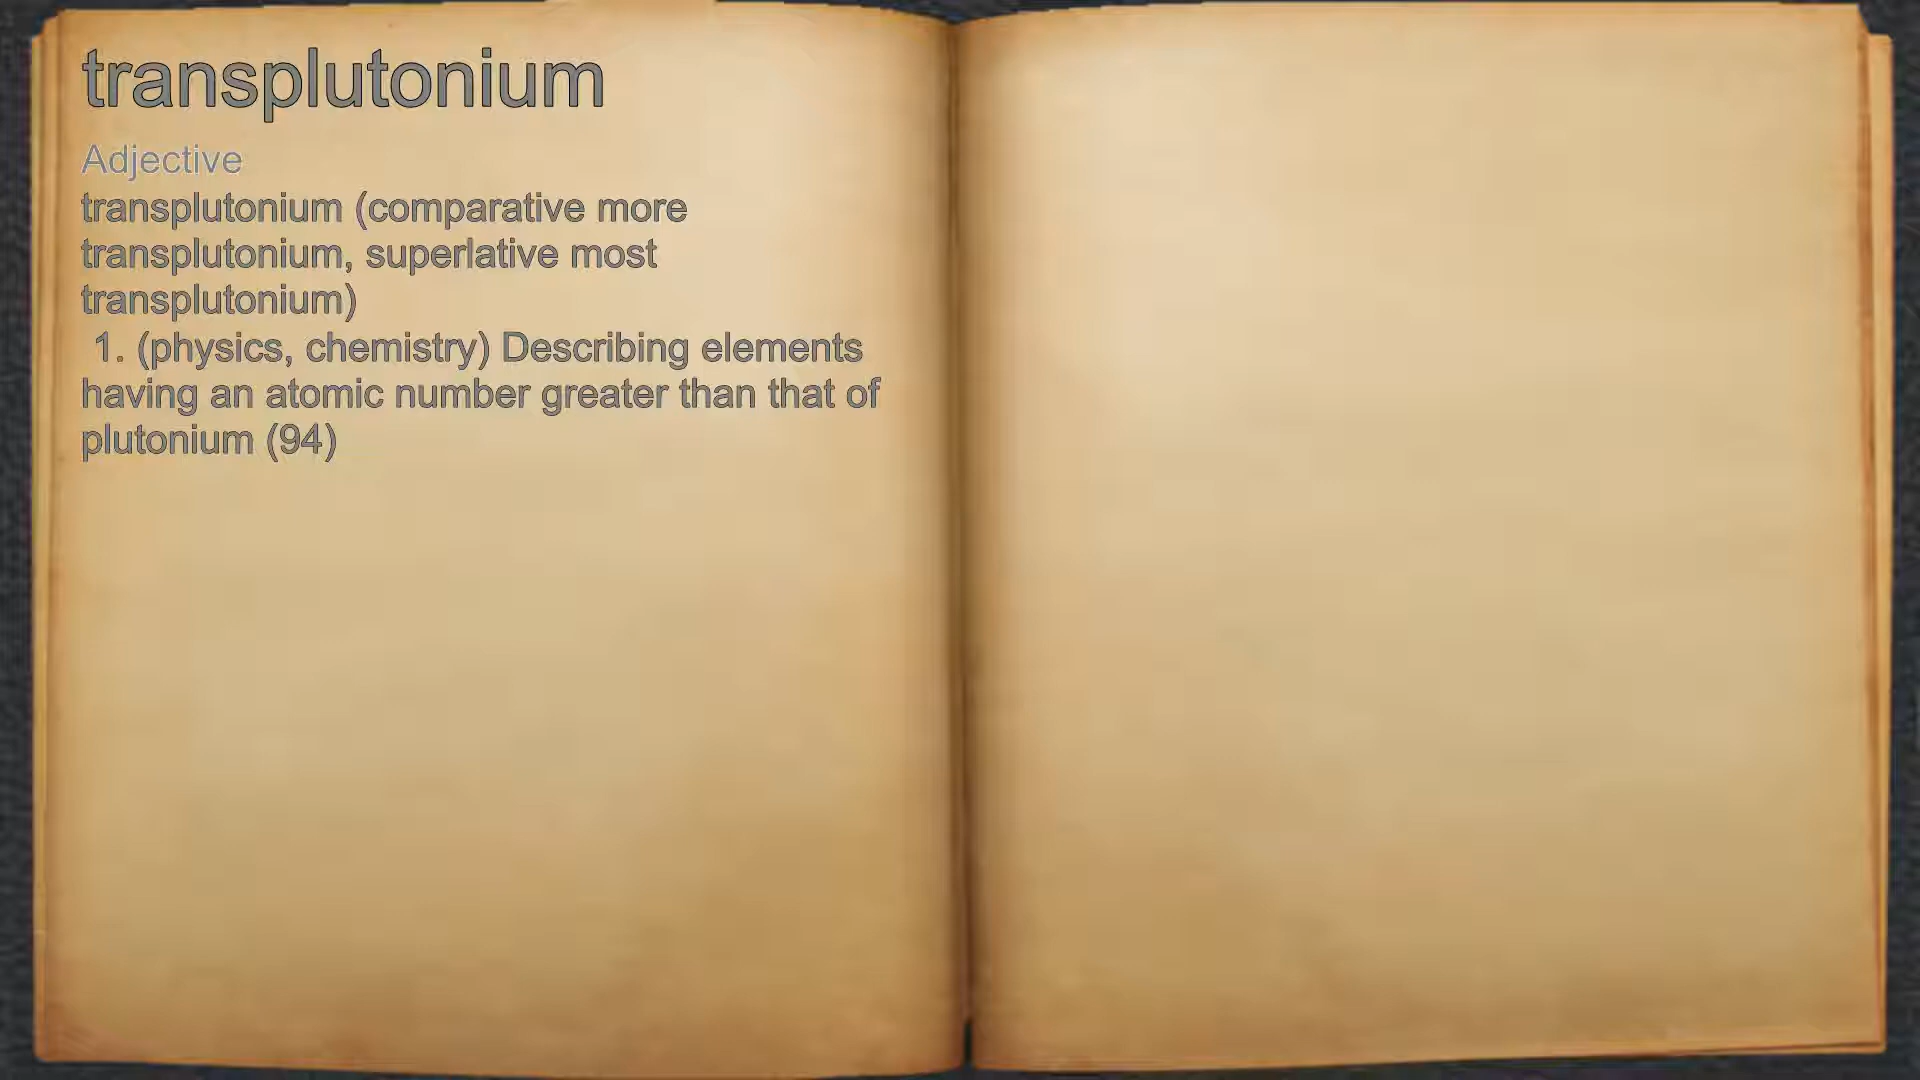 transplutonium
Adjective
transplutonium (comparative more
transplutonium, superlative most
transplutonium)
1. (physics, chemistry) Describing elements
having an atomic number greater than that of
plutonium (94)